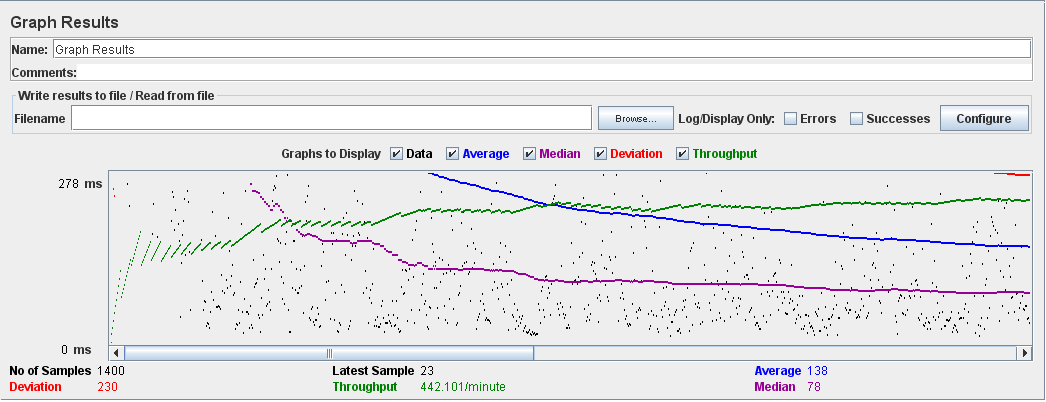 Graph Results
Name: Graph Results
Comments:
Write results to file / Read from file
Filename Browse... Log/Display Only: Errors Successes Configure
Graphs to Display Data Average Median Deviation Throughput
278 ms
0 ms
No of Samples 1400 Latest Sample 23 Average 138
Deviation 230 Throughput 442.101/minute Median 78